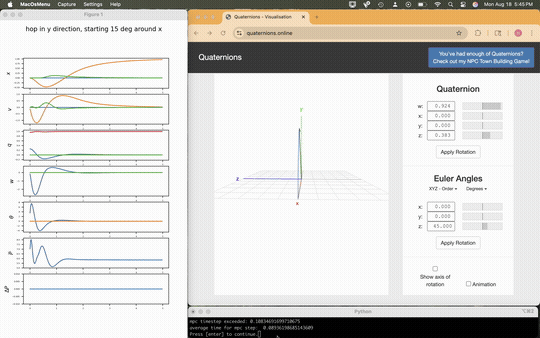 MacOsMenu Figures Settings Help
Mon Aug 18 5:45 PM
Figure 1
hop in y direction, starting 15 deg around x
x
v
q
w
θ
p
ΔP
Quaternions - Visualisation
quaternions.online
Quaternions
You've had enough of Quaternions?
Check out my NPC Town Building Game!
Y
Z
X
Quaternion
w: 0.924
x: 0.000
y: 0.000
z: 0.383
Apply Rotation
Euler Angles
XYZ - Order Degrees
x: 0.000
y: 0.000
z: 45.000
Apply Rotation
Show axis of
rotation
Animation
Python
mpc timestep exceeded: 0.10834691699710675
average time for mpc step: 0.08936198685143609
Press [enter] to continue.